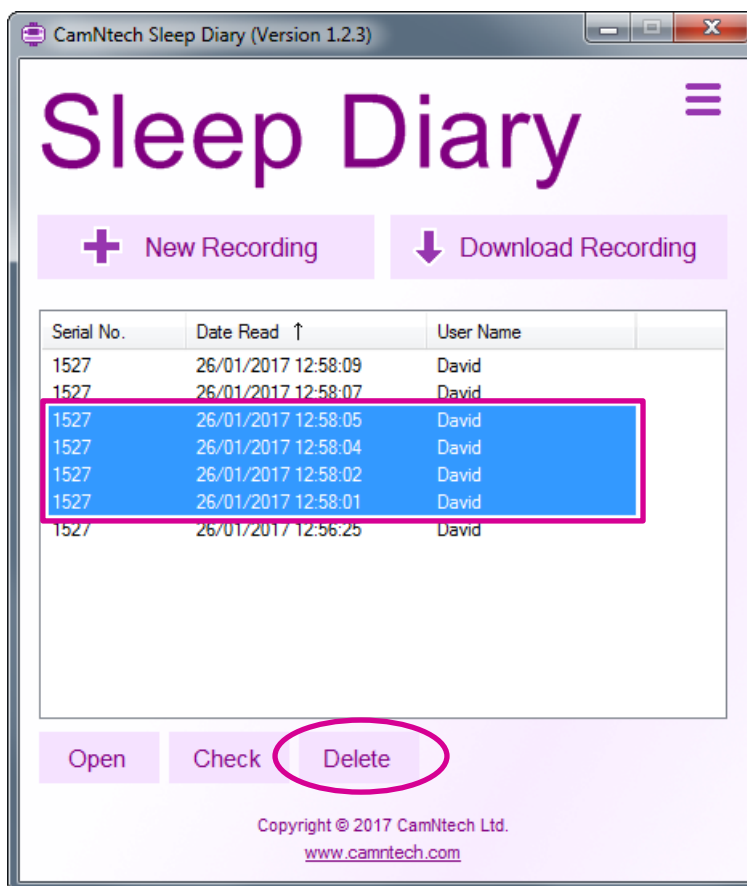 CamNtech Sleep Diary (Version 1.2.3)
Sleep Diary
New Recording Download Recording
Serial No. Date Read ↑ User Name
1527 26/01/2017 12:58:09 David
1527 26/01/2017 12:58:07 David
1527 26/01/2017 12:58:05 David
1527 26/01/2017 12:58:04 David
1527 26/01/2017 12:58:02 David
1527 26/01/2017 12:58:01 David
1527 26/01/2017 12:56:25 David
Open Check Delete
Copyright © 2017 CamNtech Ltd.
www.camntech.com